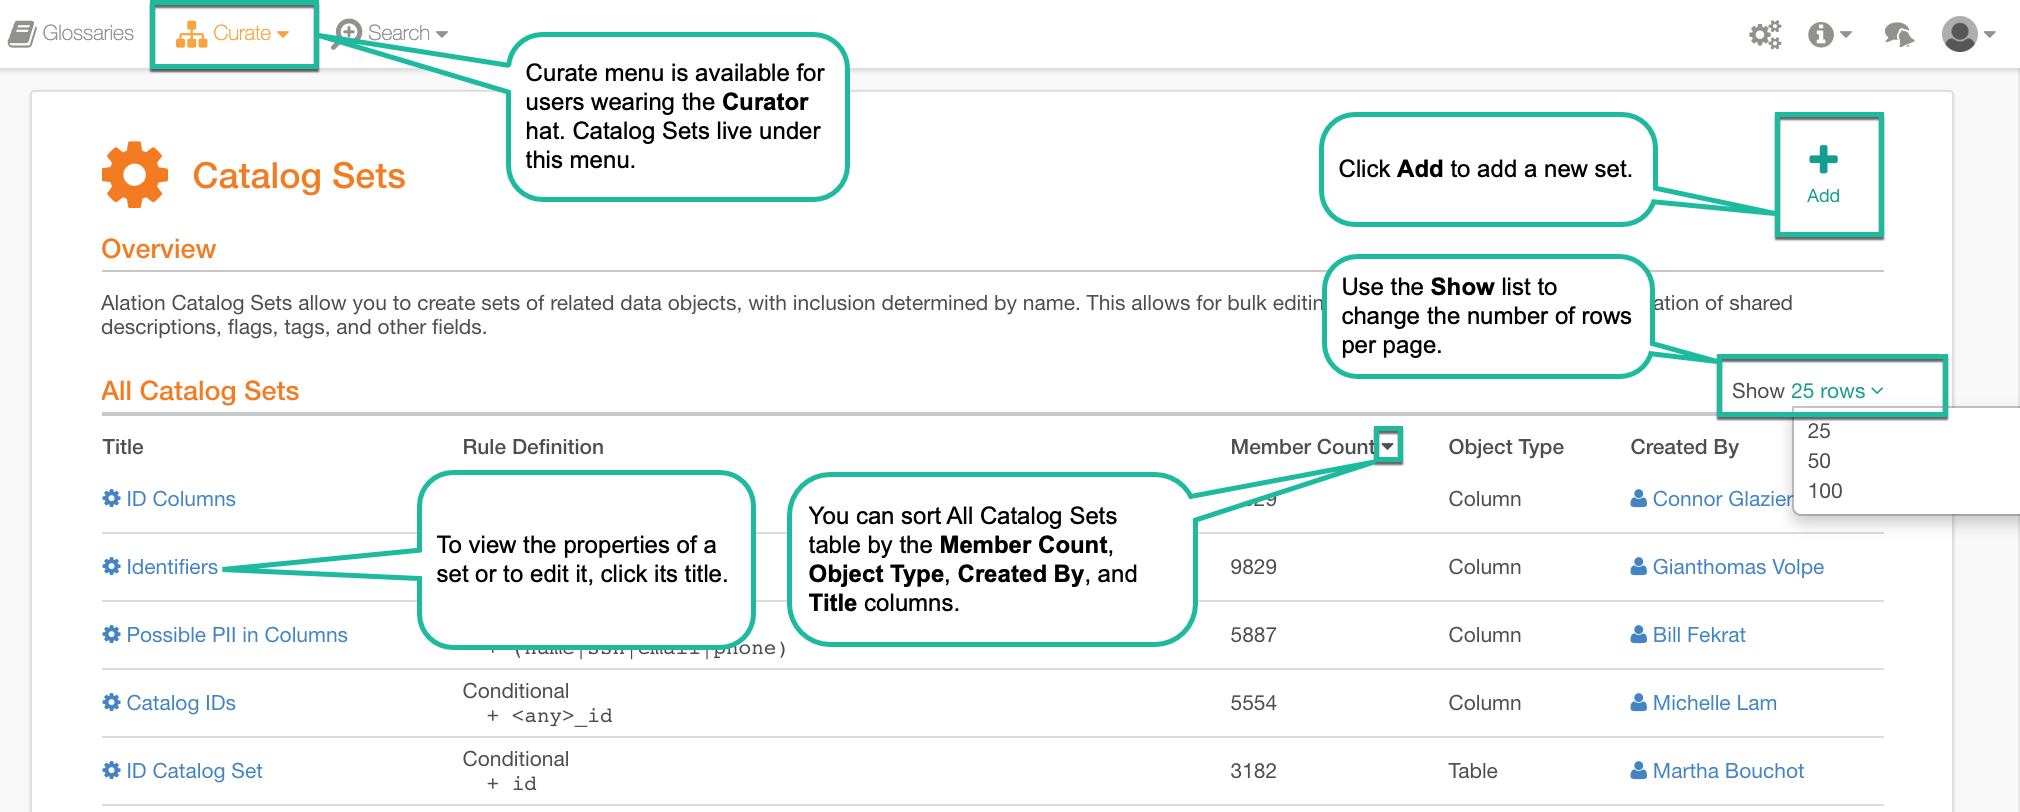 Glossaries
Curate
Search
Curate menu is available for
users wearing the Curator
hat. Catalog Sets live under
this menu.
Catalog Sets
Click Add to add a new set.
Add
Overview
Alation Catalog Sets allow you to create sets of related data objects, with inclusion determined by name. This allows for bulk ation of shared
descriptions, flags, tags, and other fields.
Use the Show list to
change the number of rows
per page.
All Catalog Sets
Show 25 rows
25
50
100
Title Rule Definition Member Count Object Type Created By
ID Columns Column Connor Glazier
To view the properties of a
set or to edit it, click its title.
You can sort All Catalog Sets
table by the Member Count,
Object Type, Created By, and
Title columns.
Identifiers 9829 Column Gianthomas Volpe
Possible PII in Columns 5887 Column Bill Fekrat
+ (name|ssn|email|phone)
Catalog IDs Conditional 5554 Column Michelle Lam
+ <any>_id
ID Catalog Set Conditional 3182 Table Martha Bouchot
+ id